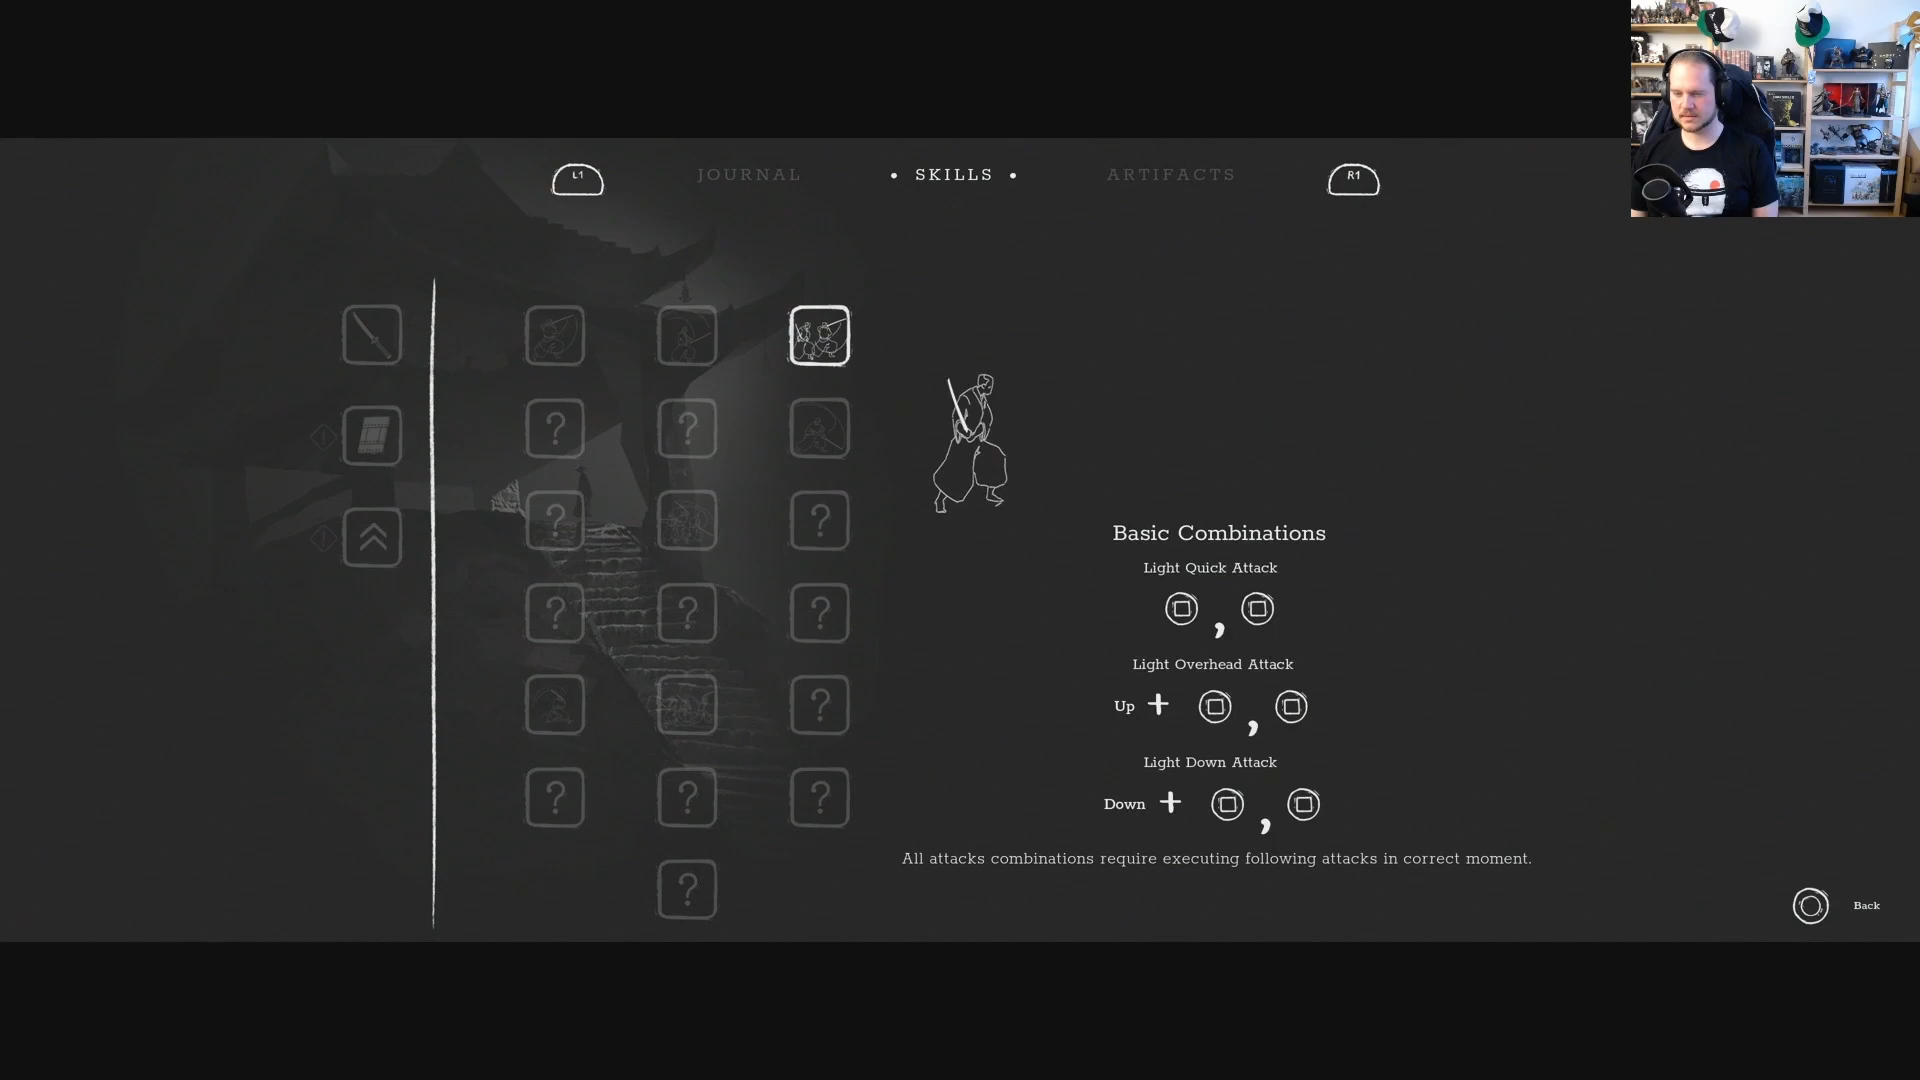 L1
JOURNAL
• SKILLS •
ARTIFACTS
R1
?
?
?
?
?
?
?
?
?
?
?
?
Basic Combinations
Light Quick Attack
,
Light Overhead Attack
Up + ,
Light Down Attack
Down + ,
All attacks combinations require executing following attacks in correct moment.
Back